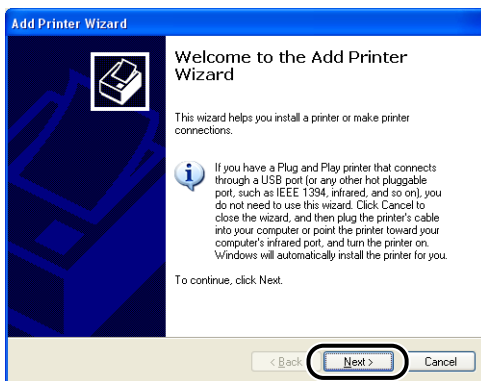 Add Printer Wizard
Welcome to the Add Printer
Wizard
This wizard helps you install a printer or make printer
connections.
If you have a Plug and Play printer that connects
through a USB port (or any other hot pluggable
port, such as IEEE 1394, infrared, and so on), you
do not need to use this wizard. Click Cancel to
close the wizard, and then plug the printer's cable
into your computer or point the printer toward your
computer's infrared port, and turn the printer on.
Windows will automatically install the printer for you.
To continue, click Next.
< Back Next > Cancel